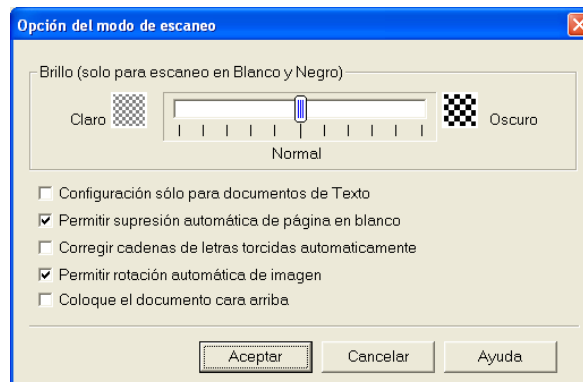 Opción del modo de escaneo
Brillo (solo para escaneo en Blanco y Negro)
Claro Oscuro
Normal
Configuración sólo para documentos de Texto
Permitir supresión automática de página en blanco
Corregir cadenas de letras torcidas automaticamente
Permitir rotación automática de imagen
Coloque el documento cara arriba
Aceptar Cancelar Ayuda